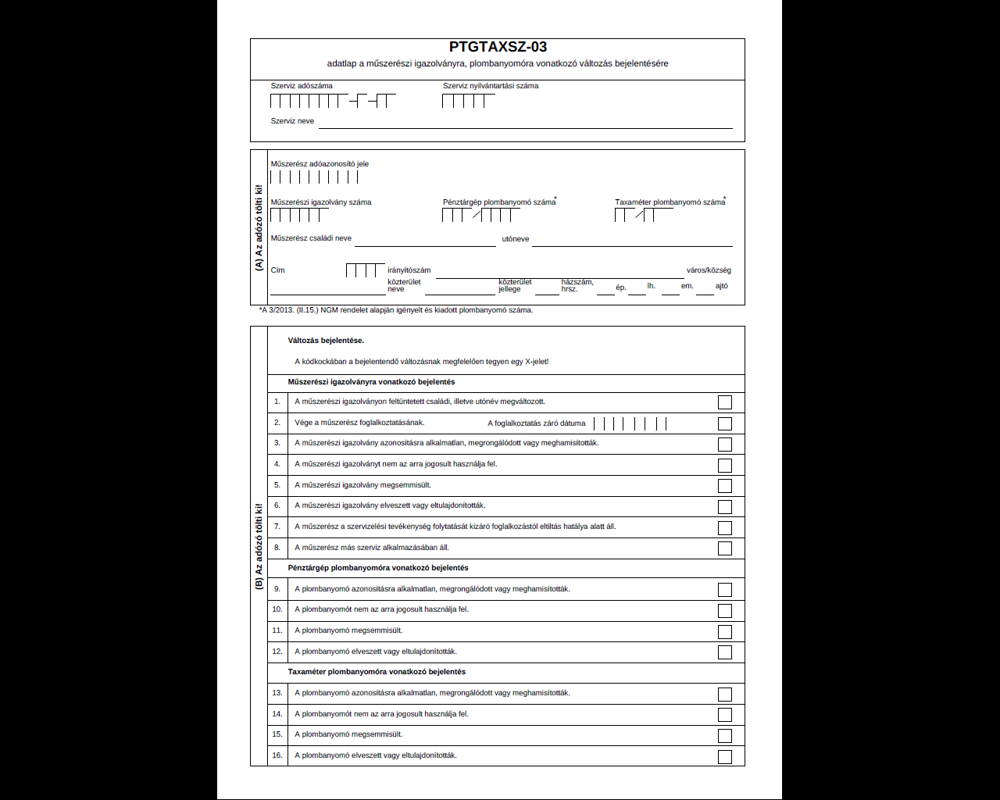 PTGTAXSZ-03
adatlap a műszerészi igazolványra, plombanyomóra vonatkozó változás bejelentésére
Szerviz adószáma Szerviz nyilvántartási száma
Szerviz neve
(A) Az adózó tölti ki!
Műszerész adóazonosító jele
Műszerészi igazolvány száma Pénztárgép plombanyomó száma* Taxaméter plombanyomó száma*
Műszerész családi neve utóneve
Cím irányítószám város/község
közterület neve közterület jellege házszám, hrsz. ép. lh. em. ajtó
*A 3/2013. (II.15.) NGM rendelet alapján igényelt és kiadott plombanyomó száma.
(B) Az adózó tölti ki!
Változás bejelentése.
A kódkockában a bejelentendő változásnak megfelelően tegyen egy X-jelet!
Műszerészi igazolványra vonatkozó bejelentés
1. A műszerészi igazolványon feltüntetett családi, illetve utónév megváltozott.
2. Vége a műszerész foglalkoztatásának. A foglalkoztatás záró dátuma
3. A műszerészi igazolvány azonosításra alkalmatlan, megrongálódott vagy meghamisították.
4. A műszerészi igazolványt nem az arra jogosult használja fel.
5. A műszerészi igazolvány megsemmisült.
6. A műszerészi igazolvány elveszett vagy eltulajdonították.
7. A műszerész a szervizelési tevékenység folytatását kizáró foglalkozástól eltiltás hatálya alatt áll.
8. A műszerész más szerviz alkalmazásában áll.
Pénztárgép plombanyomóra vonatkozó bejelentés
9. A plombanyomó azonosításra alkalmatlan, megrongálódott vagy meghamisították.
10. A plombanyomót nem az arra jogosult használja fel.
11. A plombanyomó megsemmisült.
12. A plombanyomó elveszett vagy eltulajdonították.
Taxaméter plombanyomóra vonatkozó bejelentés
13. A plombanyomó azonosításra alkalmatlan, megrongálódott vagy meghamisították.
14. A plombanyomót nem az arra jogosult használja fel.
15. A plombanyomó megsemmisült.
16. A plombanyomó elveszett vagy eltulajdonították.